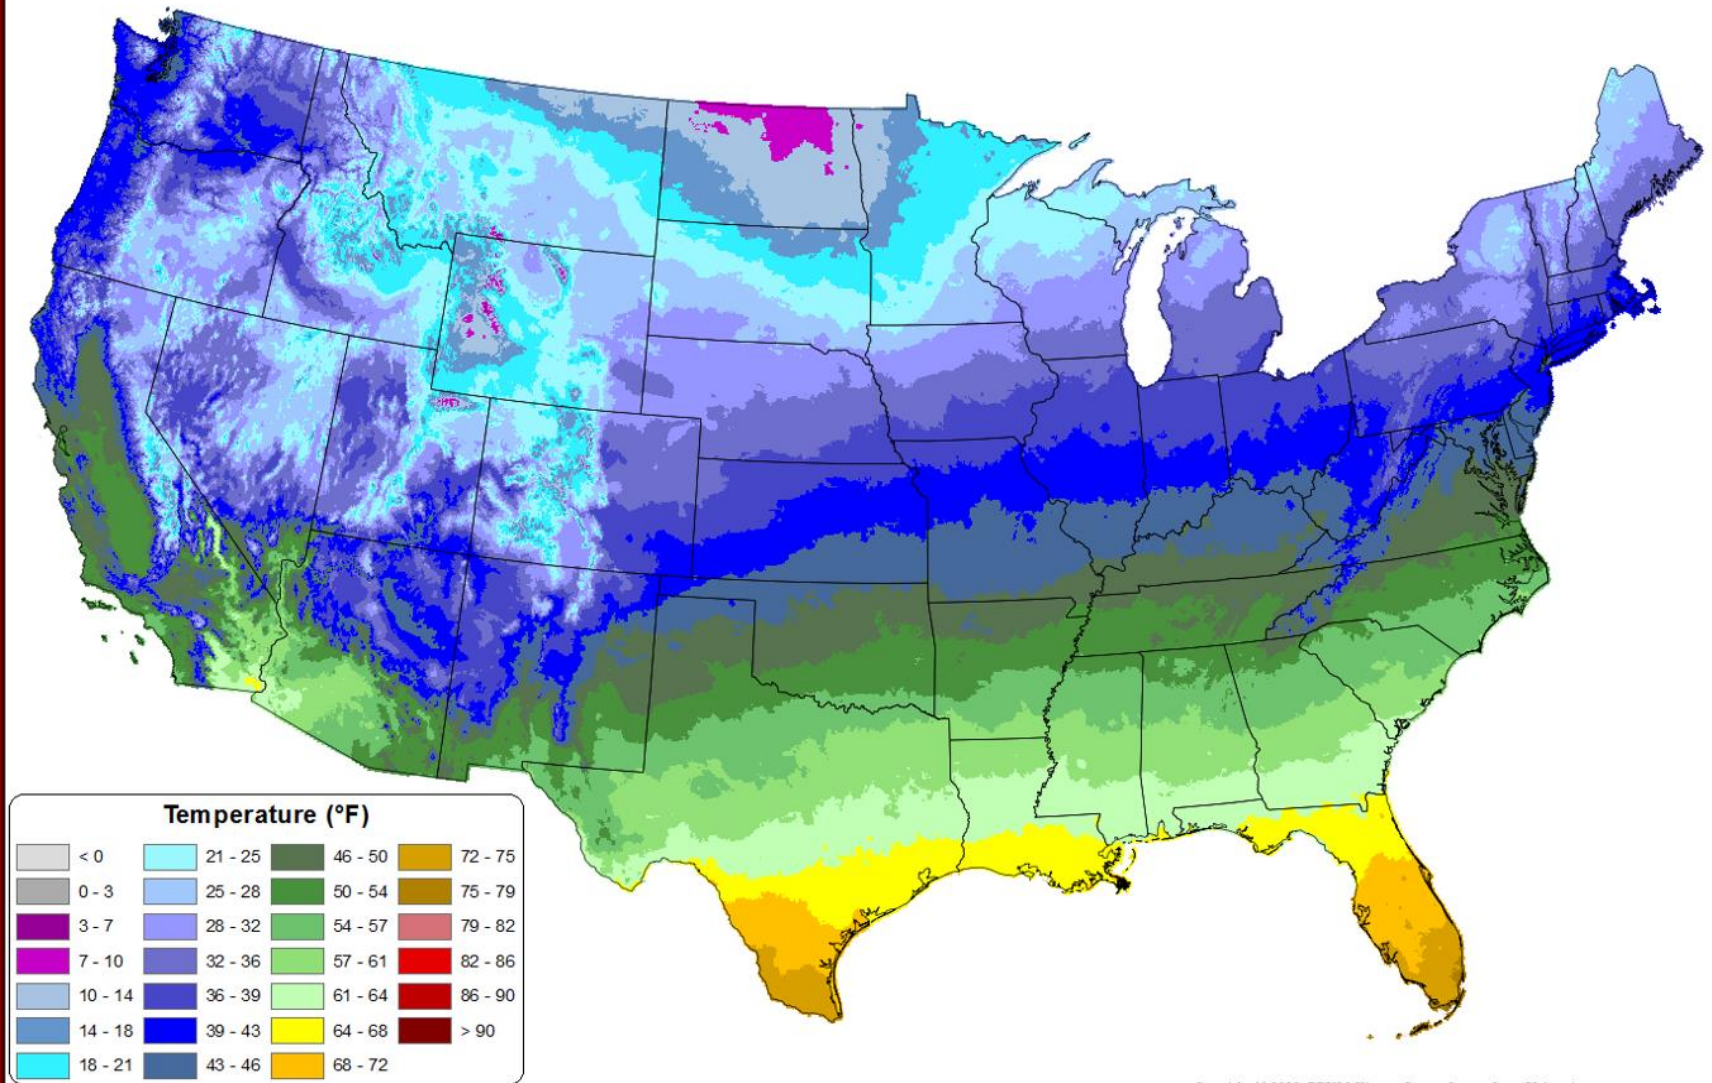 Temperature (°F)
< 0 21 - 25 46 - 50 72 - 75
0 - 3 25 - 28 50 - 54 75 - 79
3 - 7 28 - 32 54 - 57 79 - 82
7 - 10 32 - 36 57 - 61 82 - 86
10 - 14 36 - 39 61 - 64 86 - 90
14 - 18 39 - 43 64 - 68 > 90
18 - 21 43 - 46 68 - 72